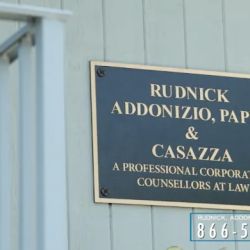 RUDNICK
ADDONIZIO, PAP
&
CASAZZA
A PROFESSIONAL CORPORAT
COUNSELLORS AT LAW
RUDNICK, ADDO
866-5